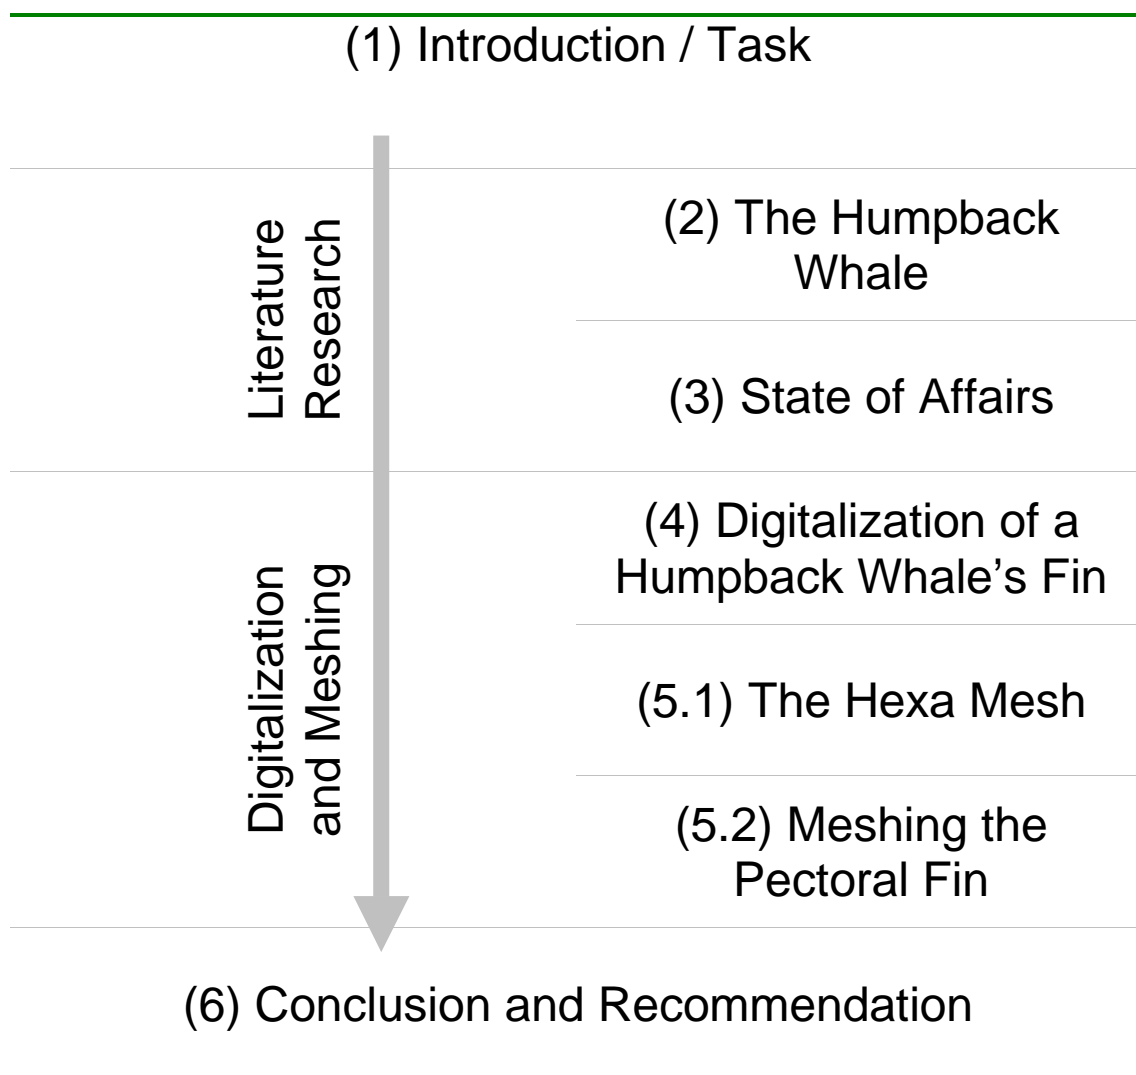 (1) Introduction / Task
Literature
Research
(2) The Humpback
Whale
(3) State of Affairs
Digitalization
and Meshing
(4) Digitalization of a
Humpback Whale’s Fin
(5.1) The Hexa Mesh
(5.2) Meshing the
Pectoral Fin
(6) Conclusion and Recommendation